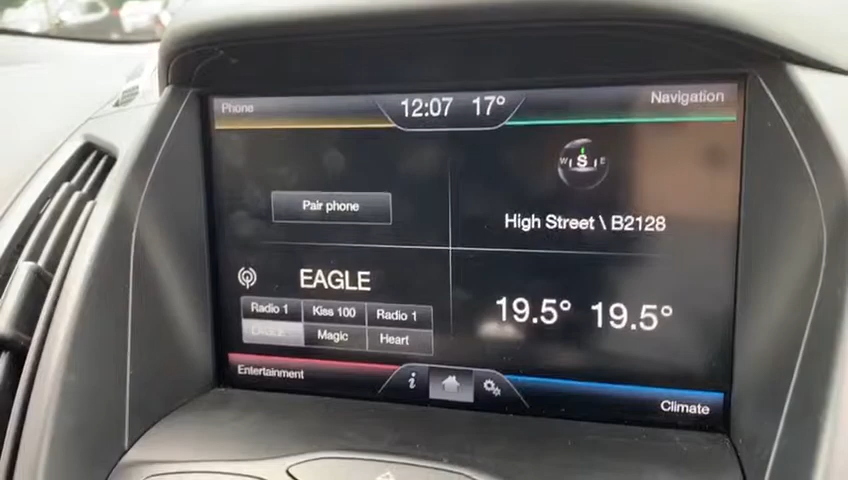 Phone
12:07 17°
Navigation
W S E
Pair phone
High Street \ B2128
EAGLE
Radio 1 Kiss 100 Radio 1
EAGLE Magic Heart
19.5° 19.5°
Entertainment
i
Climate